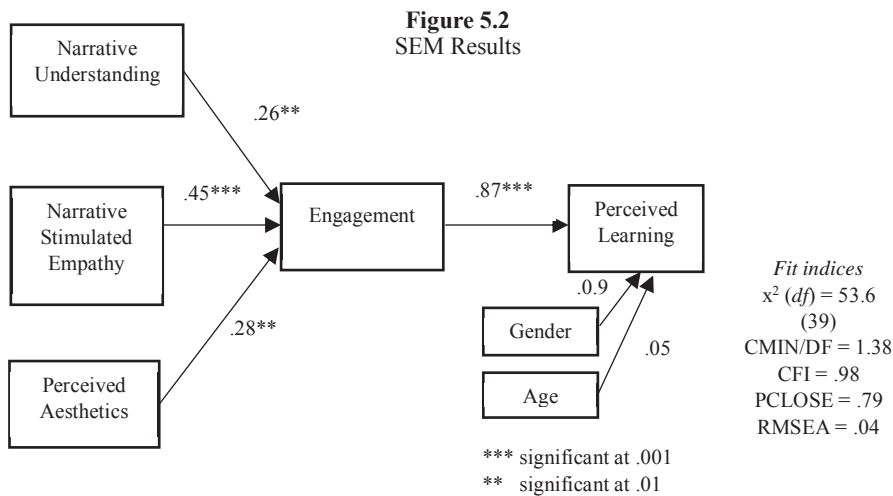 Figure 5.2
SEM Results
Narrative
Understanding
.26**
.45***
Narrative
Stimulated
Empathy
Engagement
.87***
Perceived
Learning
.28**
Perceived
Aesthetics
.0.9
Gender
.05
Age
Fit indices
x² (df) = 53.6
(39)
CMIN/DF = 1.38
CFI = .98
PCLOSE = .79
RMSEA = .04
*** significant at .001
** significant at .01